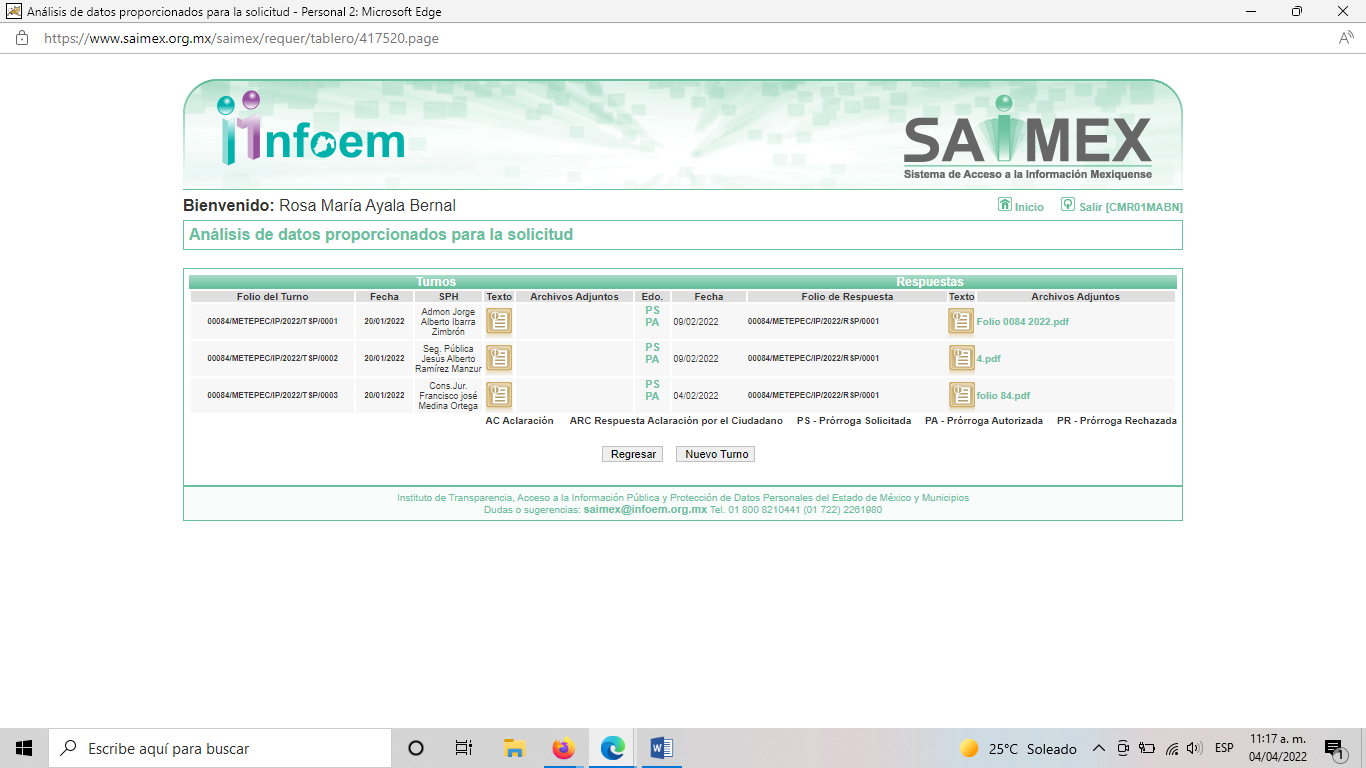 Análisis de datos proporcionados para la solicitud - Personal 2: Microsoft Edge
https://www.saimex.org.mx/saimex/requer/tablero/417520.page
infoem
SAIMEX
Sistema de Acceso a la Información Mexiquense
Bienvenido: Rosa María Ayala Bernal
Inicio Salir [CMR01MABN]
Análisis de datos proporcionados para la solicitud
Turnos Respuestas
Folio del Turno Fecha SPH Texto Archivos Adjuntos Edo. Fecha Folio de Respuesta Texto Archivos Adjuntos
00084/METEPEC/IP/2022/TSP/0001 20/01/2022 Admon Jorge Alberto Ibarra Zimbrón PS PA 09/02/2022 00084/METEPEC/IP/2022/RSP/0001 Folio 0084 2022.pdf
00084/METEPEC/IP/2022/TSP/0002 20/01/2022 Seg. Pública Jesús Alberto Ramírez Manzur PS PA 09/02/2022 00084/METEPEC/IP/2022/RSP/0001 4.pdf
00084/METEPEC/IP/2022/TSP/0003 20/01/2022 Cons.Jur. Francisco josé Medina Ortega PS PA 04/02/2022 00084/METEPEC/IP/2022/RSP/0001 folio 84.pdf
AC Aclaración ARC Respuesta Aclaración por el Ciudadano PS - Prórroga Solicitada PA - Prórroga Autorizada PR - Prórroga Rechazada
Regresar Nuevo Turno
Instituto de Transparencia, Acceso a la Información Pública y Protección de Datos Personales del Estado de México y Municipios
Dudas o sugerencias: saimex@infoem.org.mx Tel. 01 800 8210441 (01 722) 2261980
Escribe aquí para buscar
25°C Soleado
ESP
11:17 a. m.
04/04/2022
1